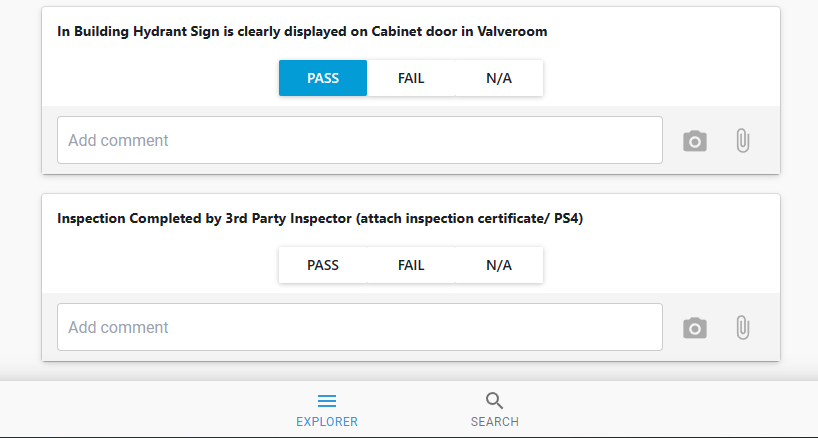 In Building Hydrant Sign is clearly displayed on Cabinet door in Valveroom
PASS FAIL N/A
Add comment
Inspection Completed by 3rd Party Inspector (attach inspection certificate/ PS4)
PASS FAIL N/A
Add comment
EXPLORER SEARCH